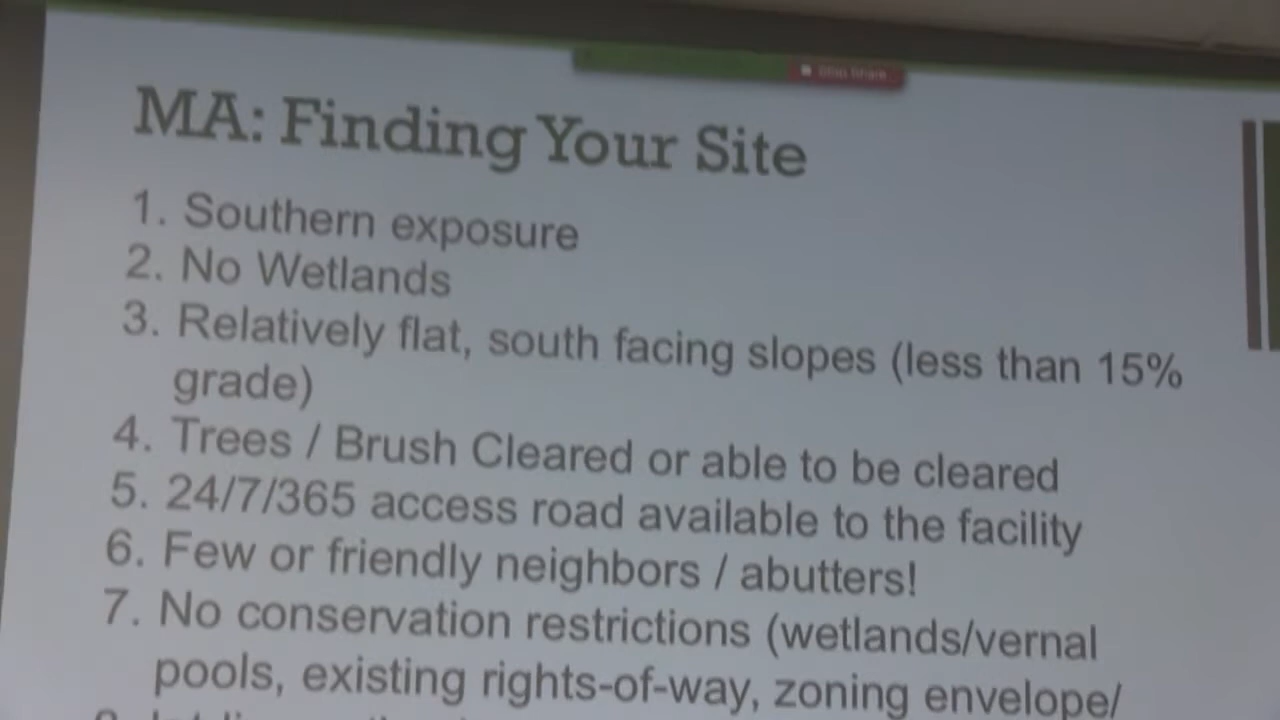 Stop Share
MA: Finding Your Site
1. Southern exposure
2. No Wetlands
3. Relatively flat, south facing slopes (less than 15%
grade)
4. Trees / Brush Cleared or able to be cleared
5. 24/7/365 access road available to the facility
6. Few or friendly neighbors / abutters!
7. No conservation restrictions (wetlands/vernal
pools, existing rights-of-way, zoning envelope/